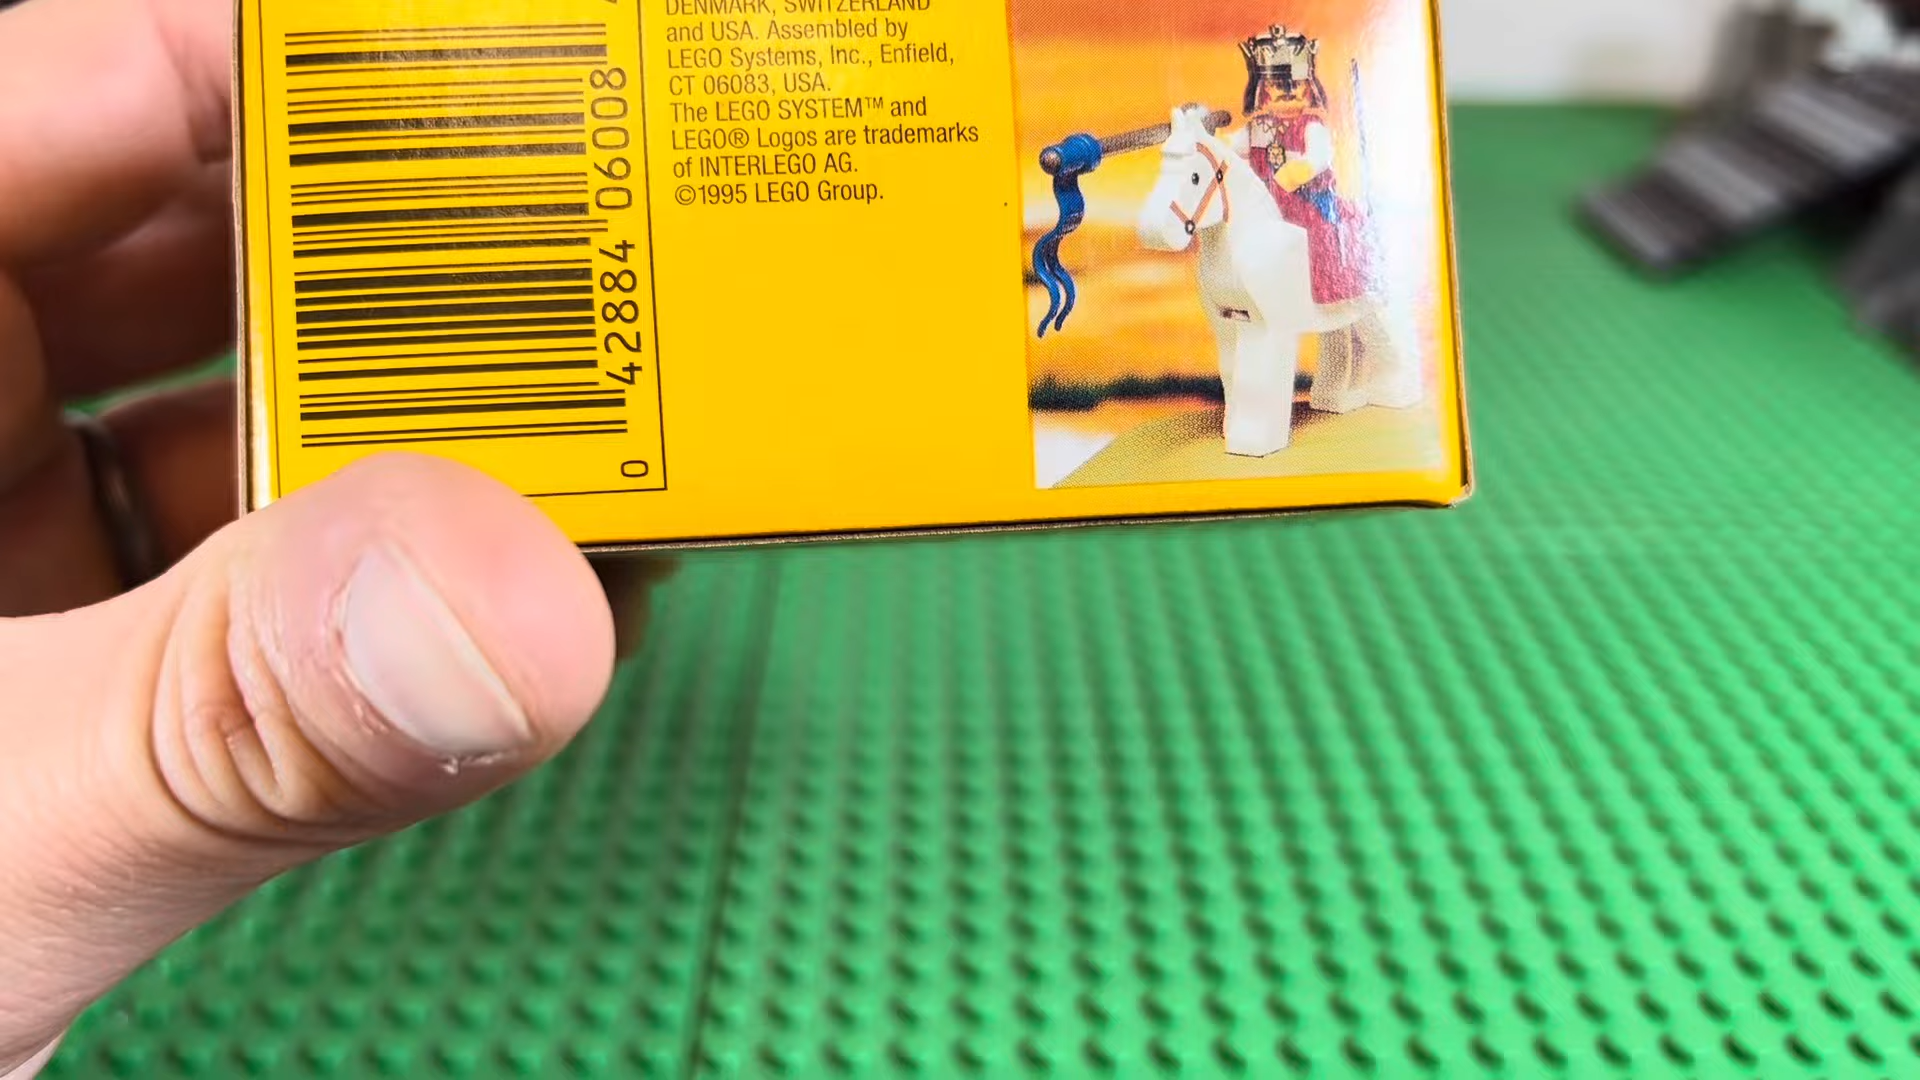 DENMARK, SWITZERLAND
and USA. Assembled by
LEGO Systems, Inc., Enfield,
CT 06083, USA.
The LEGO SYSTEM™ and
LEGO® Logos are trademarks
of INTERLEGO AG.
©1995 LEGO Group.
0 42884 06008